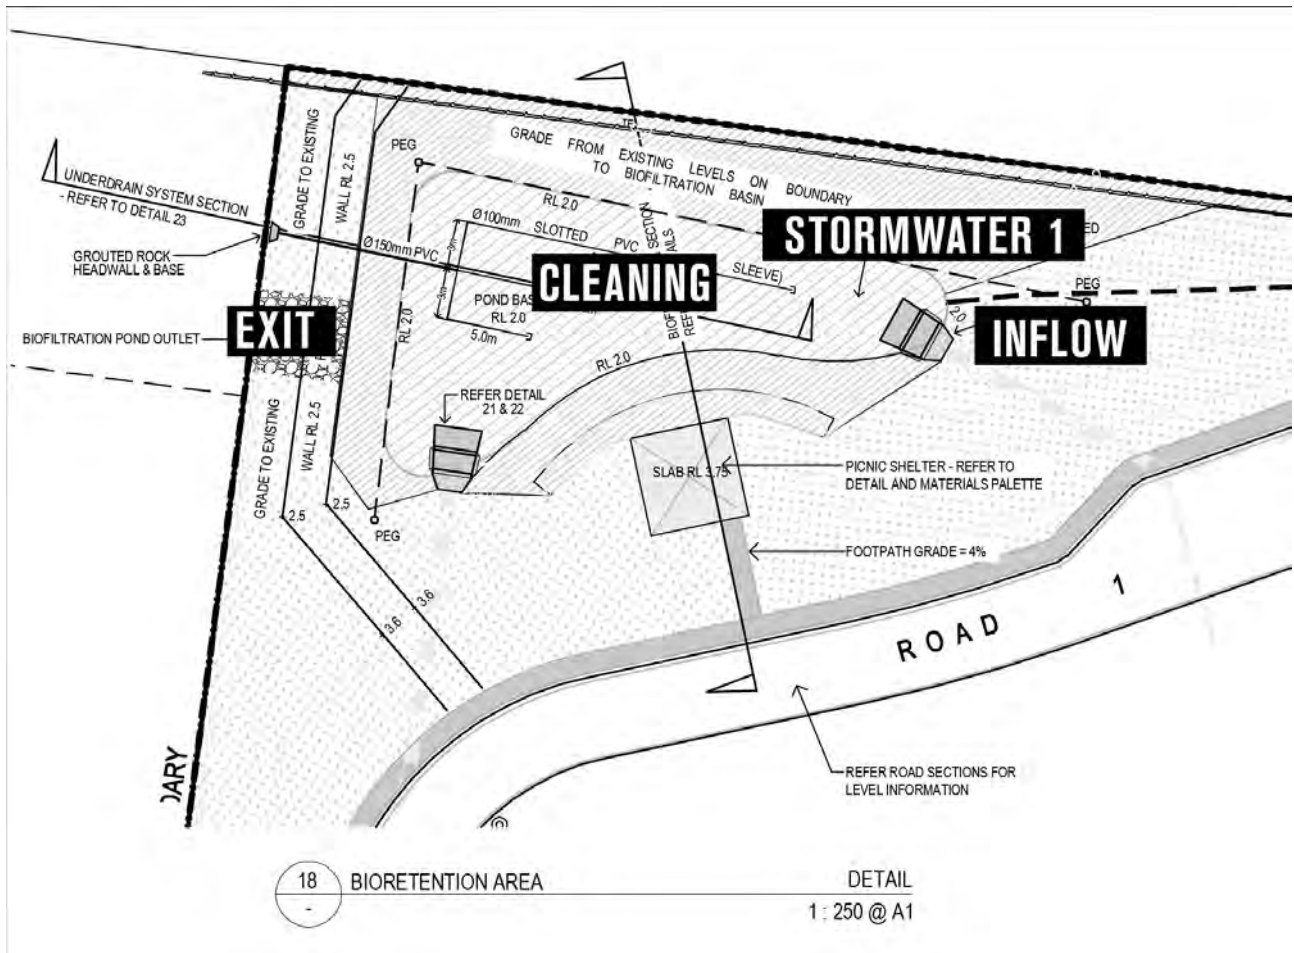 TF
GRADE FROM EXISTING LEVELS ON BOUNDARY
TO BIOFILTRATION BASIN
PEG
GRADE TO EXISTING
WALL RL 2.5
UNDERDRAIN SYSTEM SECTION
- REFER TO DETAIL 23
RL 2.0
Ø100mm SLOTTED PVC
SLEEVE)
SECTION
STORMWATER 1
GROUTED ROCK
HEADWALL & BASE
Ø150mm PVC
3m
3m
CLEANING
PEG
POND
RL 2.0
5.0m
RL 2.0
2.0
EXIT
INFLOW
BIOFILTRATION POND OUTLET
RL 2.0
REFER DETAIL
21 & 22
GRADE TO EXISTING
WALL RL 2.5
SLAB RL 3.75
PICNIC SHELTER - REFER TO
DETAIL AND MATERIALS PALETTE
2.5
2.5
PEG
FOOTPATH GRADE = 4%
3.6
3.6
ROAD 1
REFER ROAD SECTIONS FOR
LEVEL INFORMATION
18
-
BIORETENTION AREA
DETAIL
1 : 250 @ A1